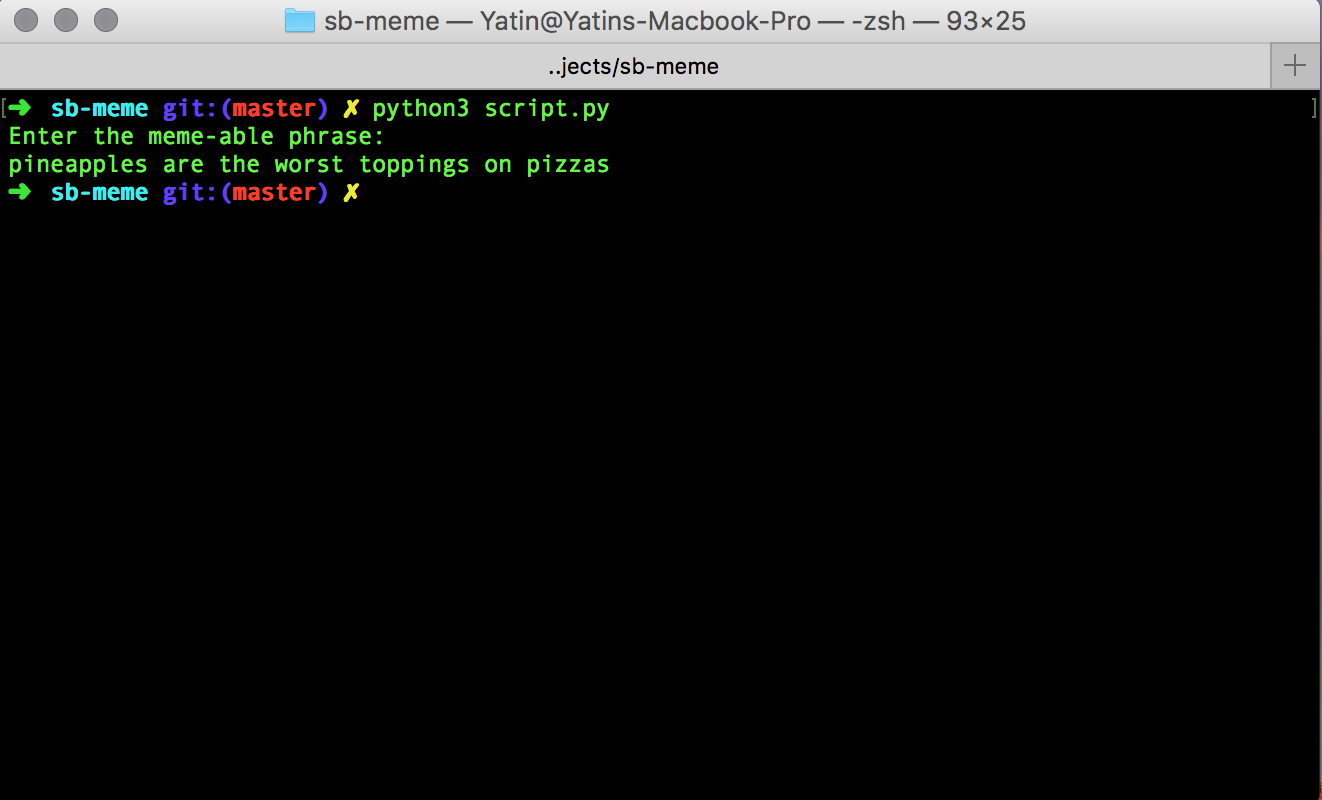 sb-meme — Yatin@Yatins-Macbook-Pro — -zsh — 93×25
..jects/sb-meme
[➜ sb-meme git:(master) ✗ python3 script.py ]
Enter the meme-able phrase:
pineapples are the worst toppings on pizzas
➜ sb-meme git:(master) ✗